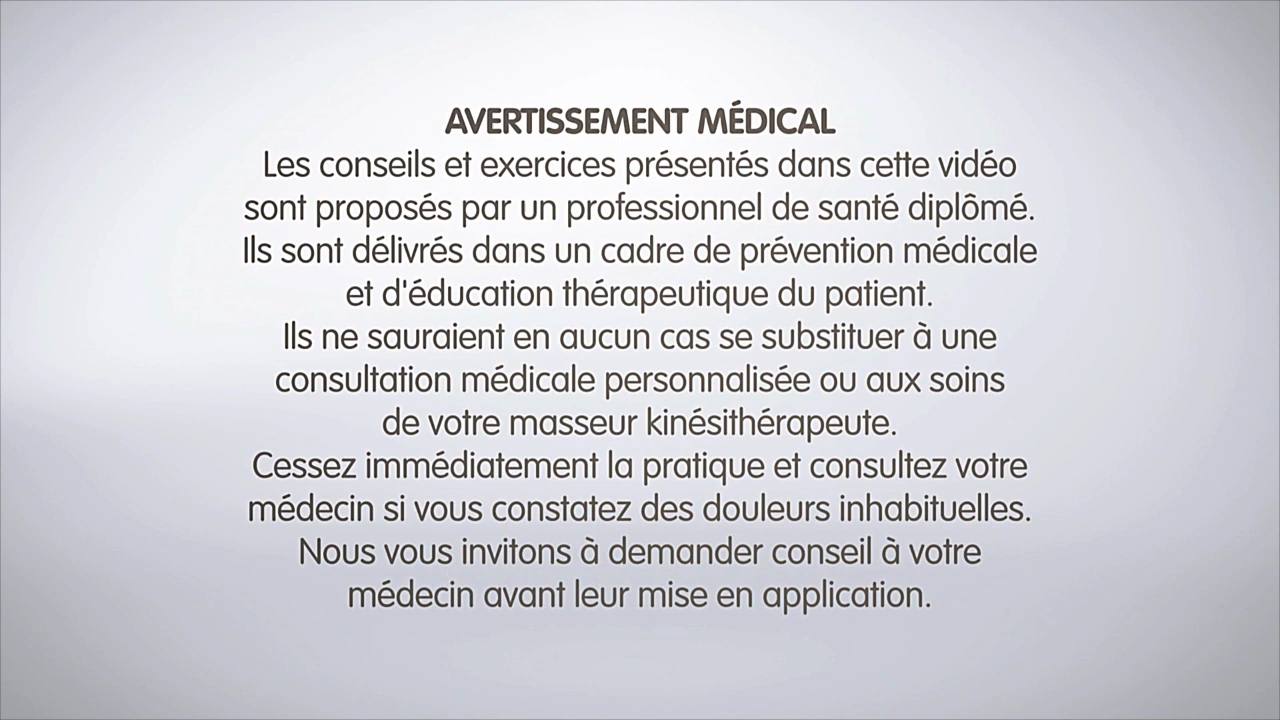 AVERTISSEMENT MÉDICAL
Les conseils et exercices présentés dans cette vidéo
sont proposés par un professionnel de santé diplômé.
Ils sont délivrés dans un cadre de prévention médicale
et d'éducation thérapeutique du patient.
Ils ne sauraient en aucun cas se substituer à une
consultation médicale personnalisée ou aux soins
de votre masseur kinésithérapeute.
Cessez immédiatement la pratique et consultez votre
médecin si vous constatez des douleurs inhabituelles.
Nous vous invitons à demander conseil à votre
médecin avant leur mise en application.